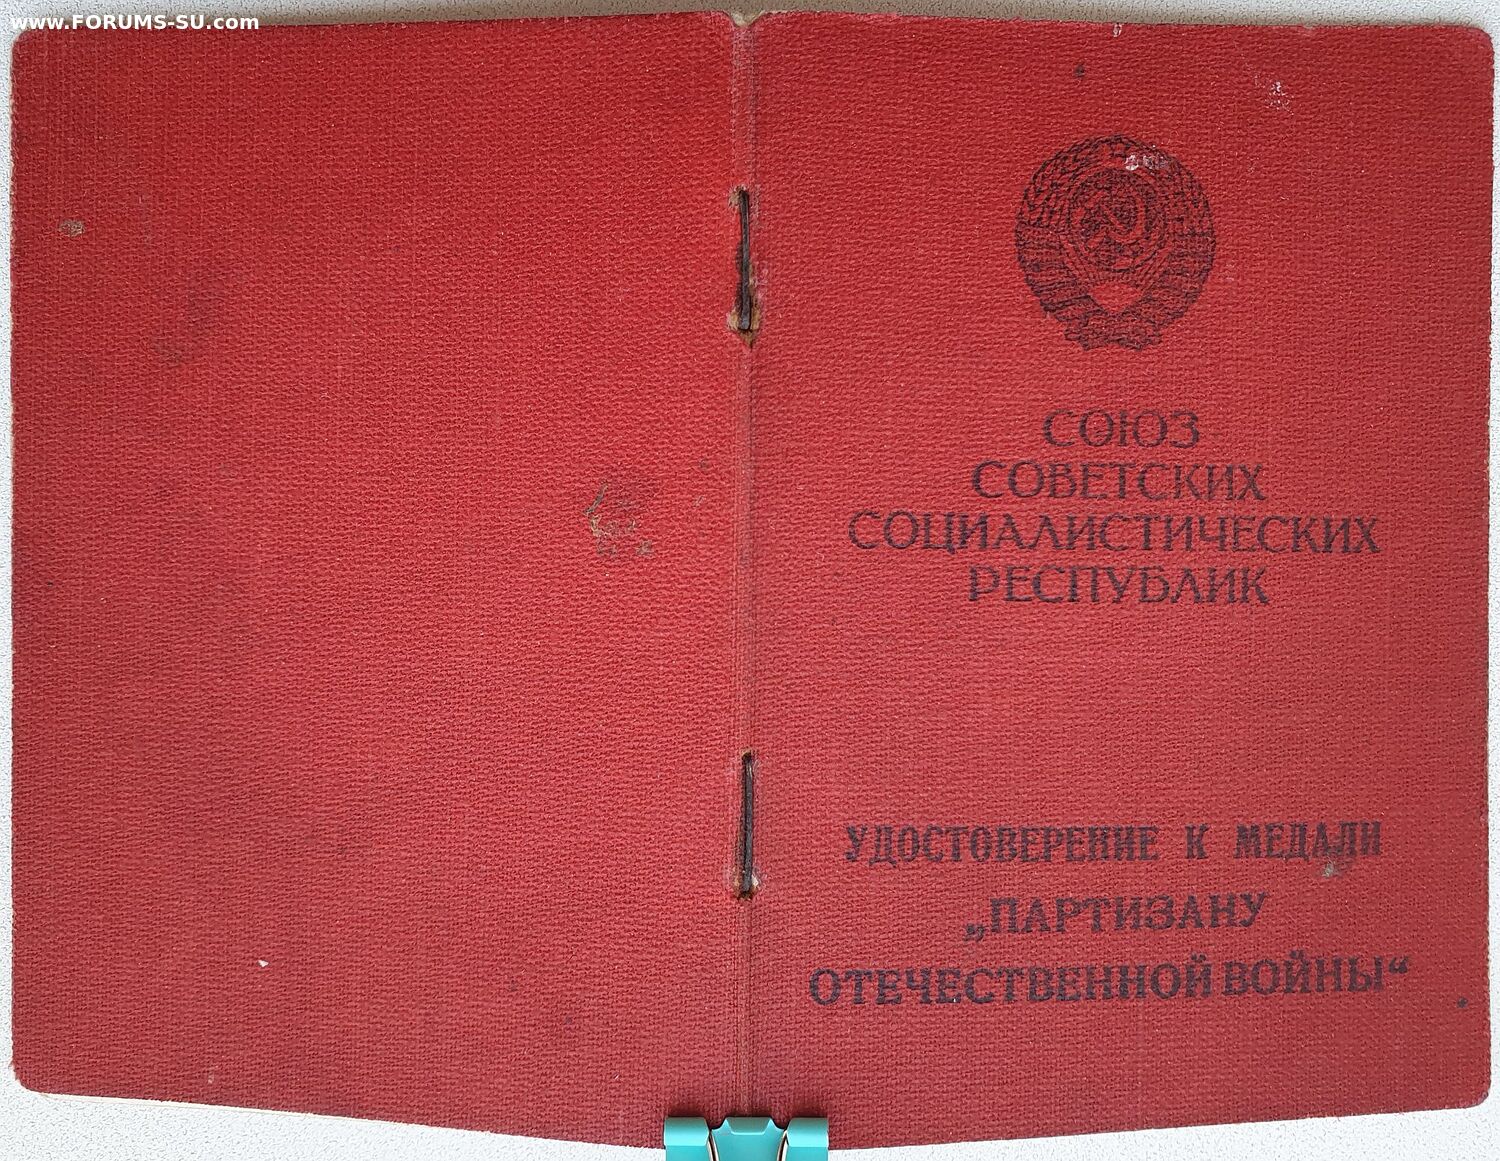 www.FORUMS-SU.com
СОЮЗ
СОВЕТСКИХ
СОЦИАЛИСТИЧЕСКИХ
РЕСПУБЛИК
УДОСТОВЕРЕНИЕ К МЕДАЛИ
„ПАРТИЗАНУ
ОТЕЧЕСТВЕННОЙ ВОЙНЫ“